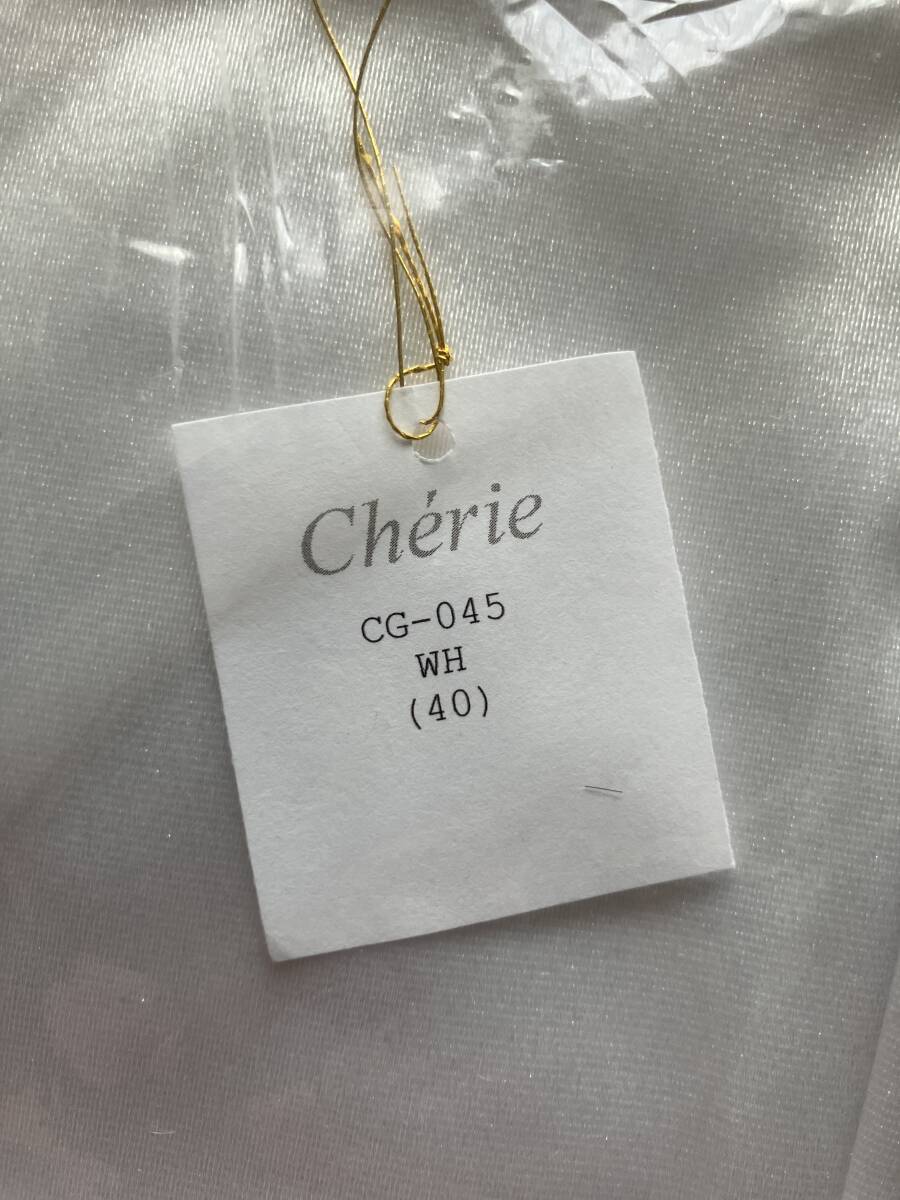 Chérie
CG-045
WH
(40)